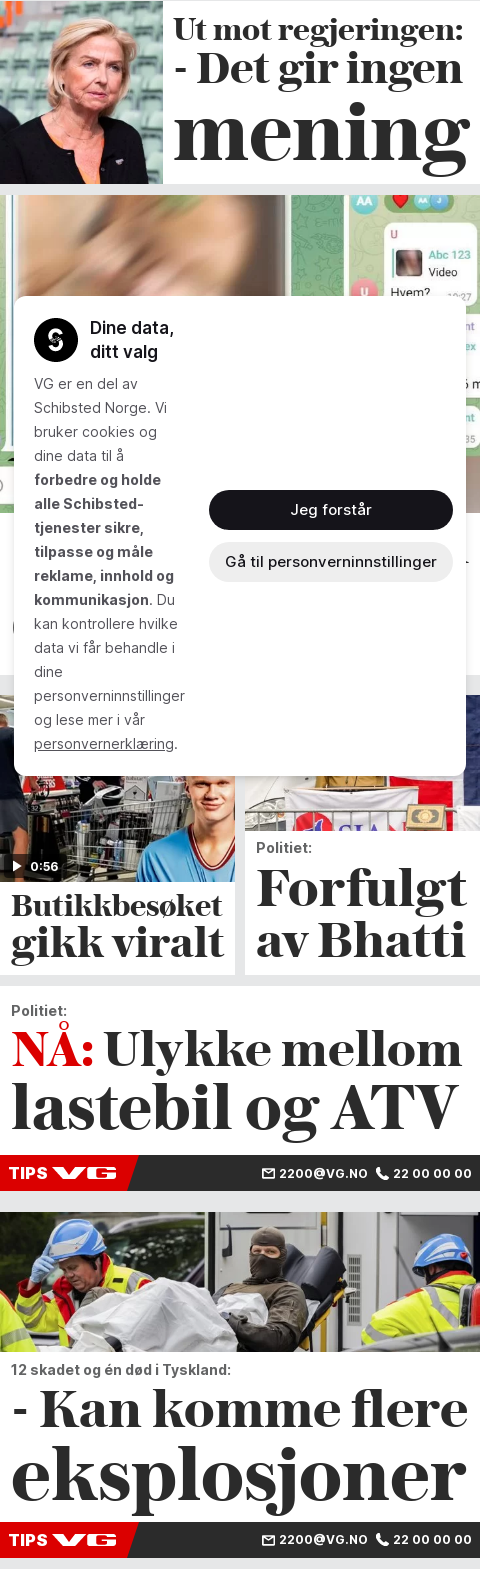 Ut mot regjeringen:
- Det gir ingen
mening
AA
U
Abc 123
Video
Hvem?
Dine data,
ditt valg
VG er en del av
Schibsted Norge. Vi
bruker cookies og
dine data til å
forbedre og holde
alle Schibsted-
tjenester sikre,
tilpasse og måle
reklame, innhold og
kommunikasjon. Du
kan kontrollere hvilke
data vi får behandle i
dine
personverninnstillinger
og lese mer i vår
personvernerklæring.
Jeg forstår
Gå til personverninnstillinger
0:56
Butikkbesøket
gikk viralt
Politiet:
Forfulgt
av Bhatti
Politiet:
NÅ: Ulykke mellom
lastebil og ATV
TIPS VG 2200@VG.NO 22 00 00 00
12 skadet og én død i Tyskland:
- Kan komme flere
eksplosjoner
TIPS VG 2200@VG.NO 22 00 00 00